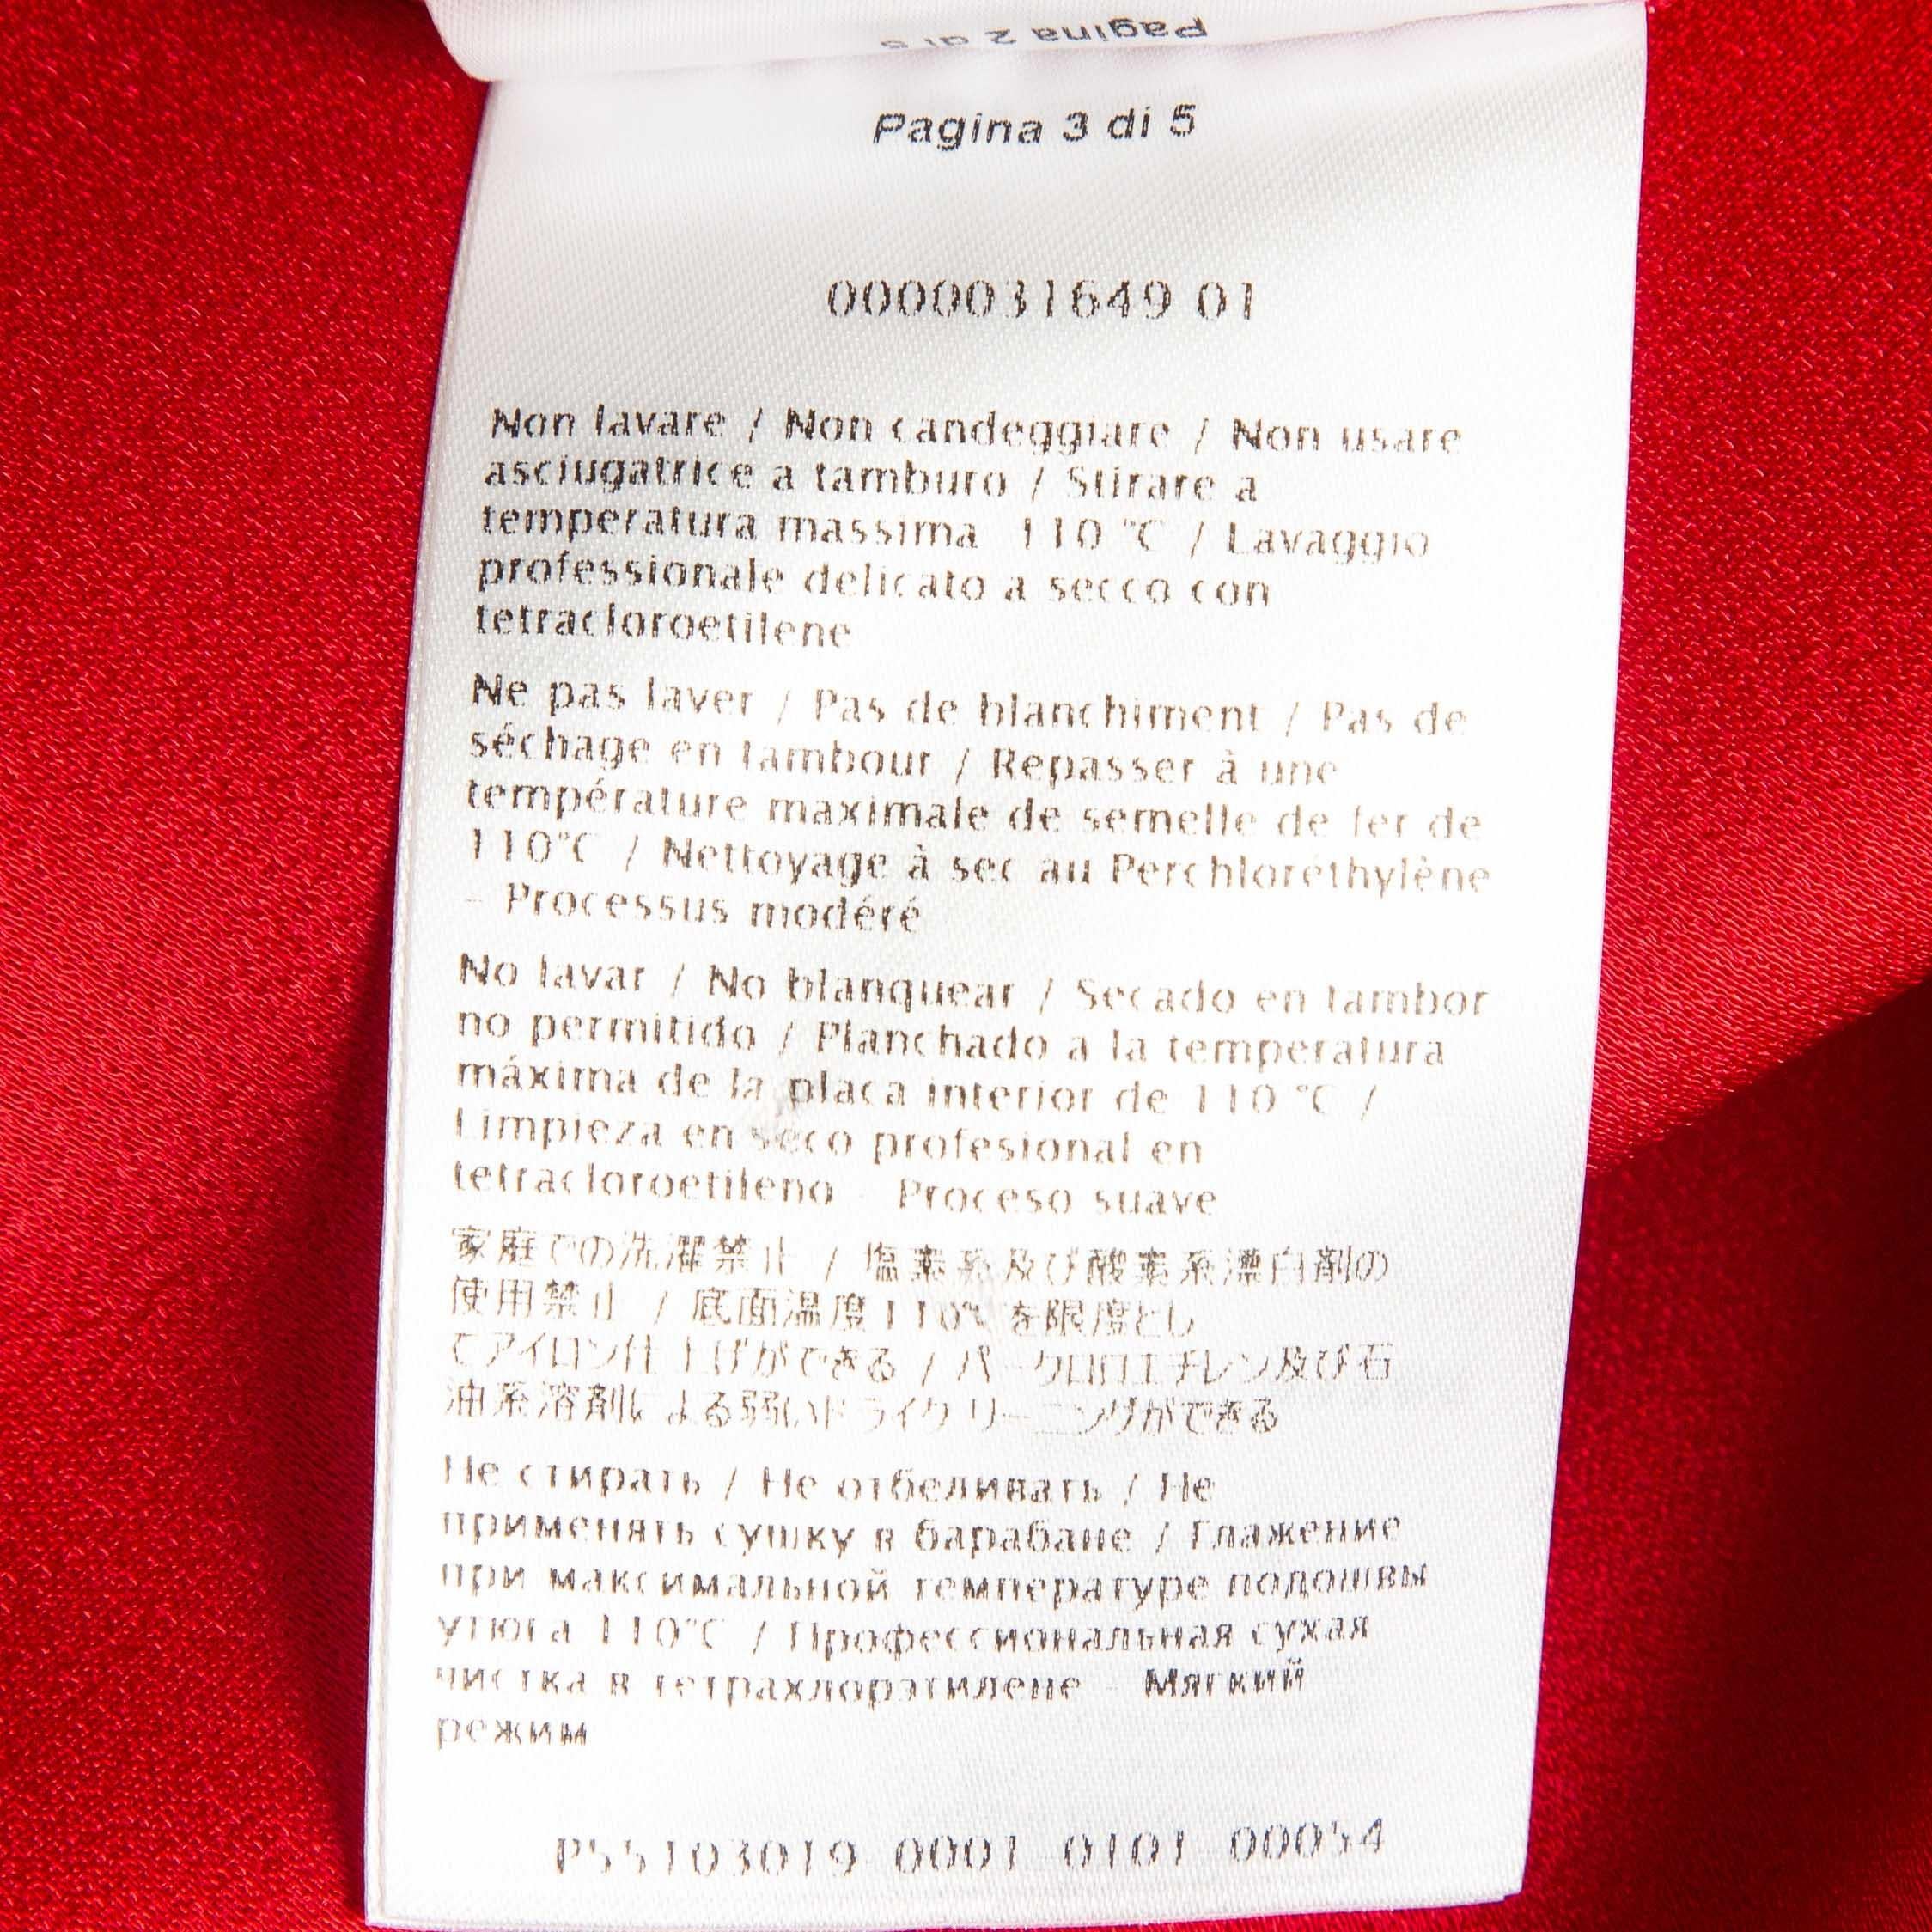 Pagina 2 di 5
Pagina 3 di 5
0000031649 01
Non lavare / Non candeggiare / Non usare
asciugatrice a tamburo / Stirare a
temperatura massima 110 °C / Lavaggio
professionale delicato a secco con
tetracloroetilene
Ne pas laver / Pas de blanchiment / Pas de
séchage en tambour / Repasser à une
température maximale de semelle de fer de
110°C / Nettoyage à sec au Perchloréthylène
- Processus modéré
No lavar / No blanquear / Secado en tambor
no permitido / Planchado a la temperatura
máxima de la placa interior de 110 °C /
Limpieza en seco profesional en
tetracloroetileno - Proceso suave
家庭での洗濯禁止 / 塩素系及び酸素系漂白剤の
使用禁止 / 底面温度110℃を限度とし
てアイロン仕上げができる / パークロロエチレン及び石
油系溶剤による弱いドライクリーニングができる
Не стирать / Не отбеливать / Не
применять сушку в барабане / Глажение
при максимальной температуре подошвы
утюга 110°C / Профессиональная сухая
чистка в тетрахлорэтилене - Мягкий
режим
P55103019 0001 0101 00054